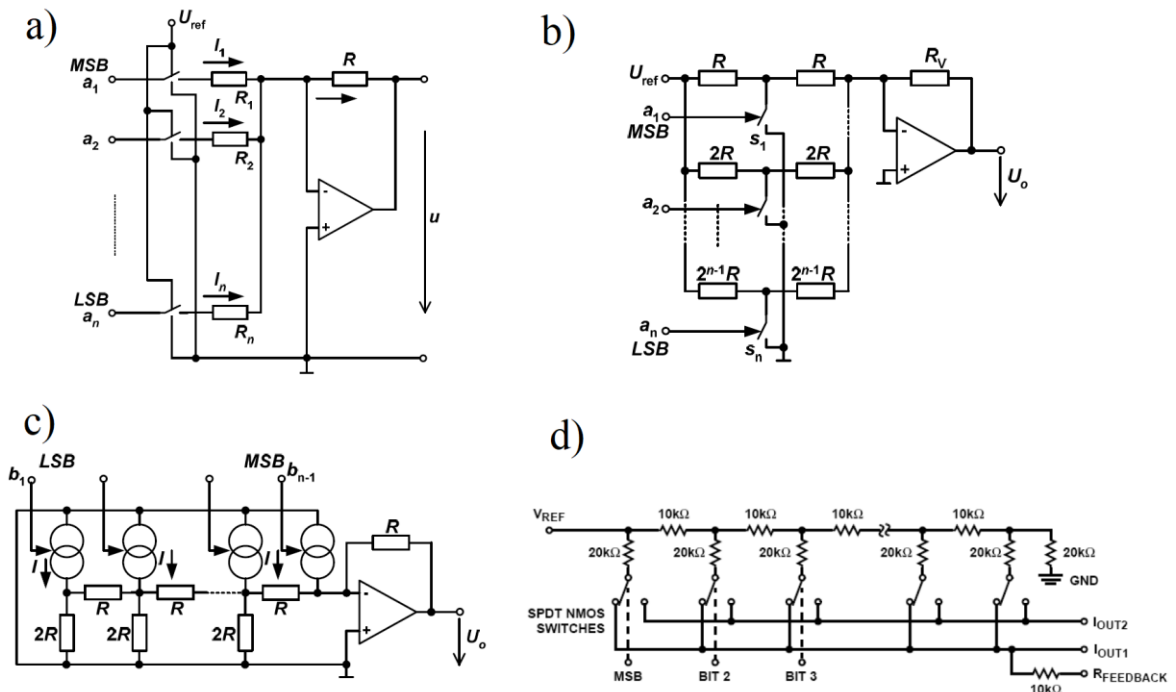 a)
U_ref
MSB
a_1
I_1
R_1
R
a_2
I_2
R_2
-
+
u
LSB
a_n
I_n
R_n
b)
U_ref
R
R
R_V
a_1
MSB
s_1
-
+
U_o
2R
2R
a_2
2^{n-1}R
2^{n-1}R
a_n
LSB
s_n
c)
b_1
LSB
MSB
b_{n-1}
R
I
I
I
R
R
R
-
+
2R
2R
2R
U_o
d)
V_REF
10kΩ
10kΩ
10kΩ
10kΩ
20kΩ
20kΩ
20kΩ
20kΩ
20kΩ
20kΩ
GND
SPDT NMOS
SWITCHES
I_OUT2
I_OUT1
R_FEEDBACK
10kΩ
MSB
BIT 2
BIT 3